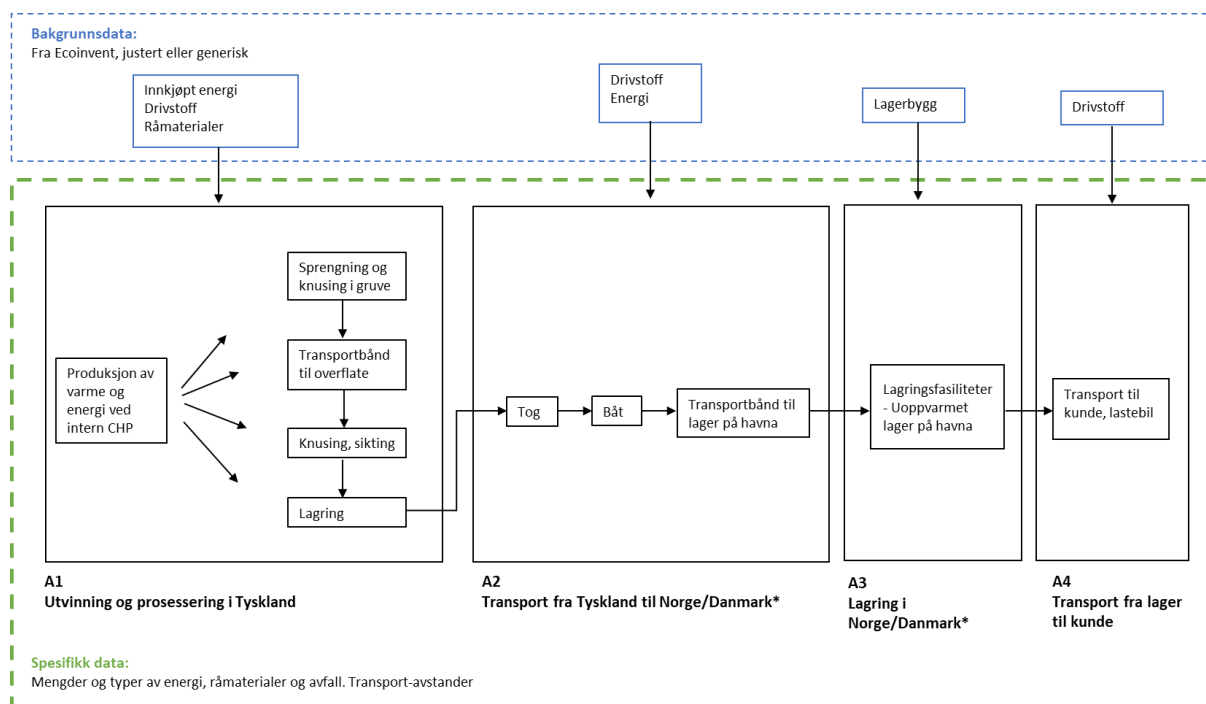 Bakgrunnsdata:
Fra Ecoinvent, justert eller generisk
Innkjøpt energi
Drivstoff
Råmaterialer
Drivstoff
Energi
Lagerbygg
Drivstoff
Produksjon av
varme og
energi ved
intern CHP
Sprengning og
knusing i gruve
Transportbånd
til overflate
Knusing, sikting
Lagring
Tog
Båt
Transportbånd til
lager på havna
Lagringsfasiliteter
- Uoppvarmet
lager på havna
Transport til
kunde, lastebil
A1
Utvinning og prosessering i Tyskland
A2
Transport fra Tyskland til Norge/Danmark*
A3
Lagring i
Norge/Danmark*
A4
Transport fra lager
til kunde
Spesifikk data:
Mengder og typer av energi, råmaterialer og avfall. Transport-avstander